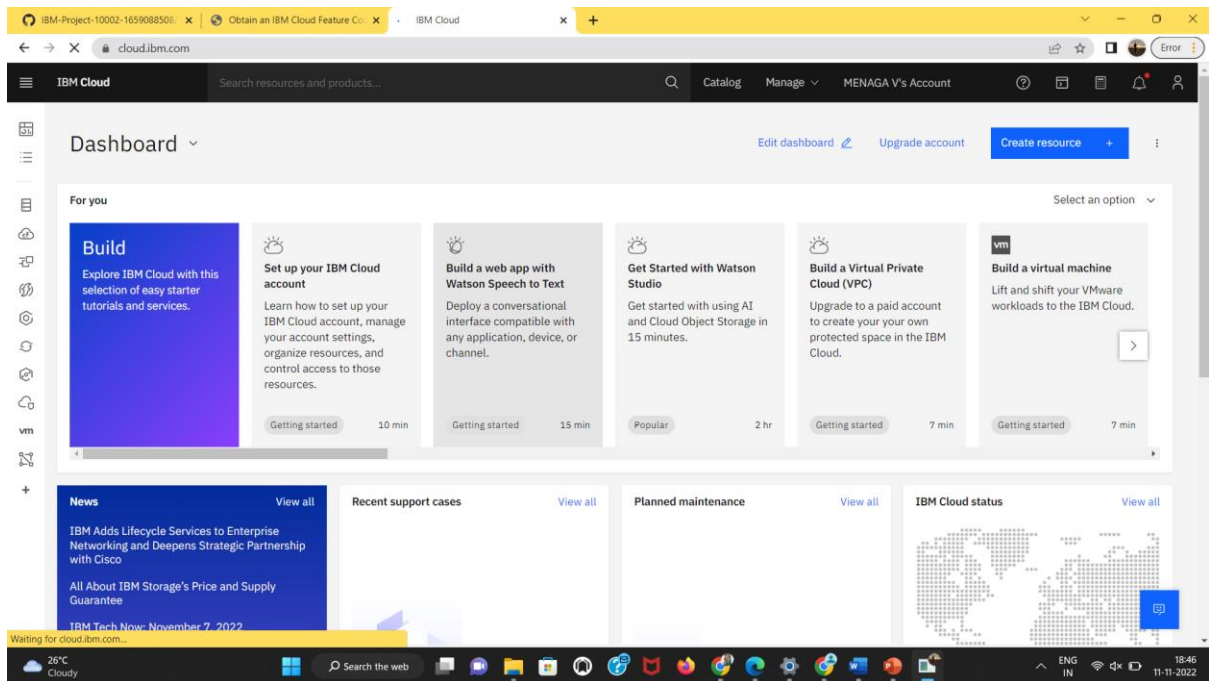 IBM-Project-10002-1659088508/
Obtain an IBM Cloud Feature Co
IBM Cloud
cloud.ibm.com
Error
IBM Cloud
Search resources and products...
Catalog
Manage
MENAGA V's Account
Dashboard
Edit dashboard
Upgrade account
Create resource +
For you
Select an option
Build
Explore IBM Cloud with this
selection of easy starter
tutorials and services.
Set up your IBM Cloud
account
Learn how to set up your
IBM Cloud account, manage
your account settings,
organize resources, and
control access to those
resources.
Getting started 10 min
Build a web app with
Watson Speech to Text
Deploy a conversational
interface compatible with
any application, device, or
channel.
Getting started 15 min
Get Started with Watson
Studio
Get started with using AI
and Cloud Object Storage in
15 minutes.
Popular 2 hr
Build a Virtual Private
Cloud (VPC)
Upgrade to a paid account
to create your your own
protected space in the IBM
Cloud.
Getting started 7 min
vm
Build a virtual machine
Lift and shift your VMware
workloads to the IBM Cloud.
Getting started 7 min
vm
News View all
IBM Adds Lifecycle Services to Enterprise
Networking and Deepens Strategic Partnership
with Cisco
All About IBM Storage's Price and Supply
Guarantee
IBM Tech Now: November 7, 2022
Recent support cases View all
Planned maintenance View all
IBM Cloud status View all
Waiting for cloud.ibm.com...
26°C
Cloudy
Search the web
ENG
IN
18:46
11-11-2022